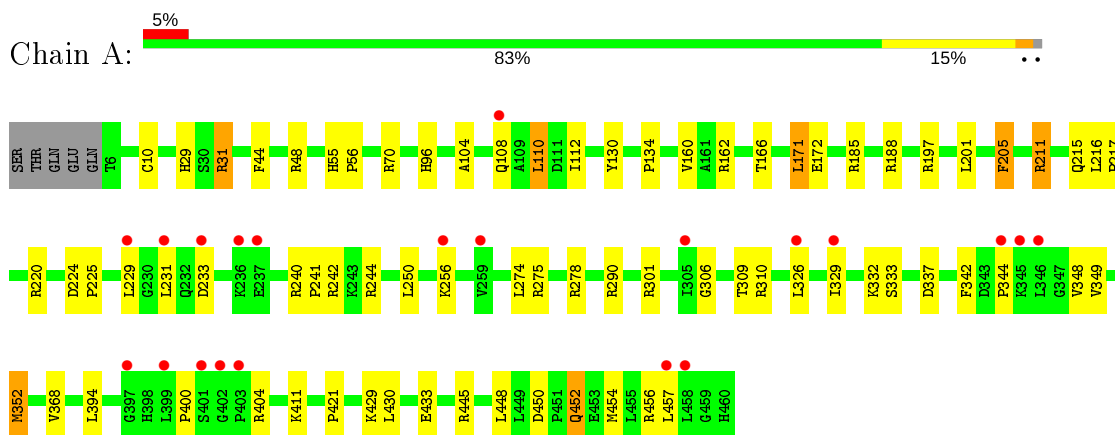 5%
Chain A:
83% 15% • •
SER THR GLN GLU GLN T6 C10 H29 S30 R31 F44 R48 H55 P56 R70 H96 A104 Q108 A109 L110 D111 I112 Y130 P134 V160 A161 R162 T166 L171 E172 R185 R188 R197 L201 F205 R211 Q215 L216
R220 D224 P225 L229 G230 L231 Q232 D233 K236 E237 R240 P241 R242 K243 R244 L250 K256 V259 L274 R275 R278 R290 R301 I305 G306 T309 R310 L326 I329 K332 S333 D337 F342 D343 P344 K345 L346 G347 V348 V349
M352 V368 L394 G397 H398 L399 P400 S401 G402 P403 R404 K411 P421 K429 L430 E433 R445 L448 L449 D450 P451 Q452 E453 M454 L455 R456 L457 L458 G459 H460